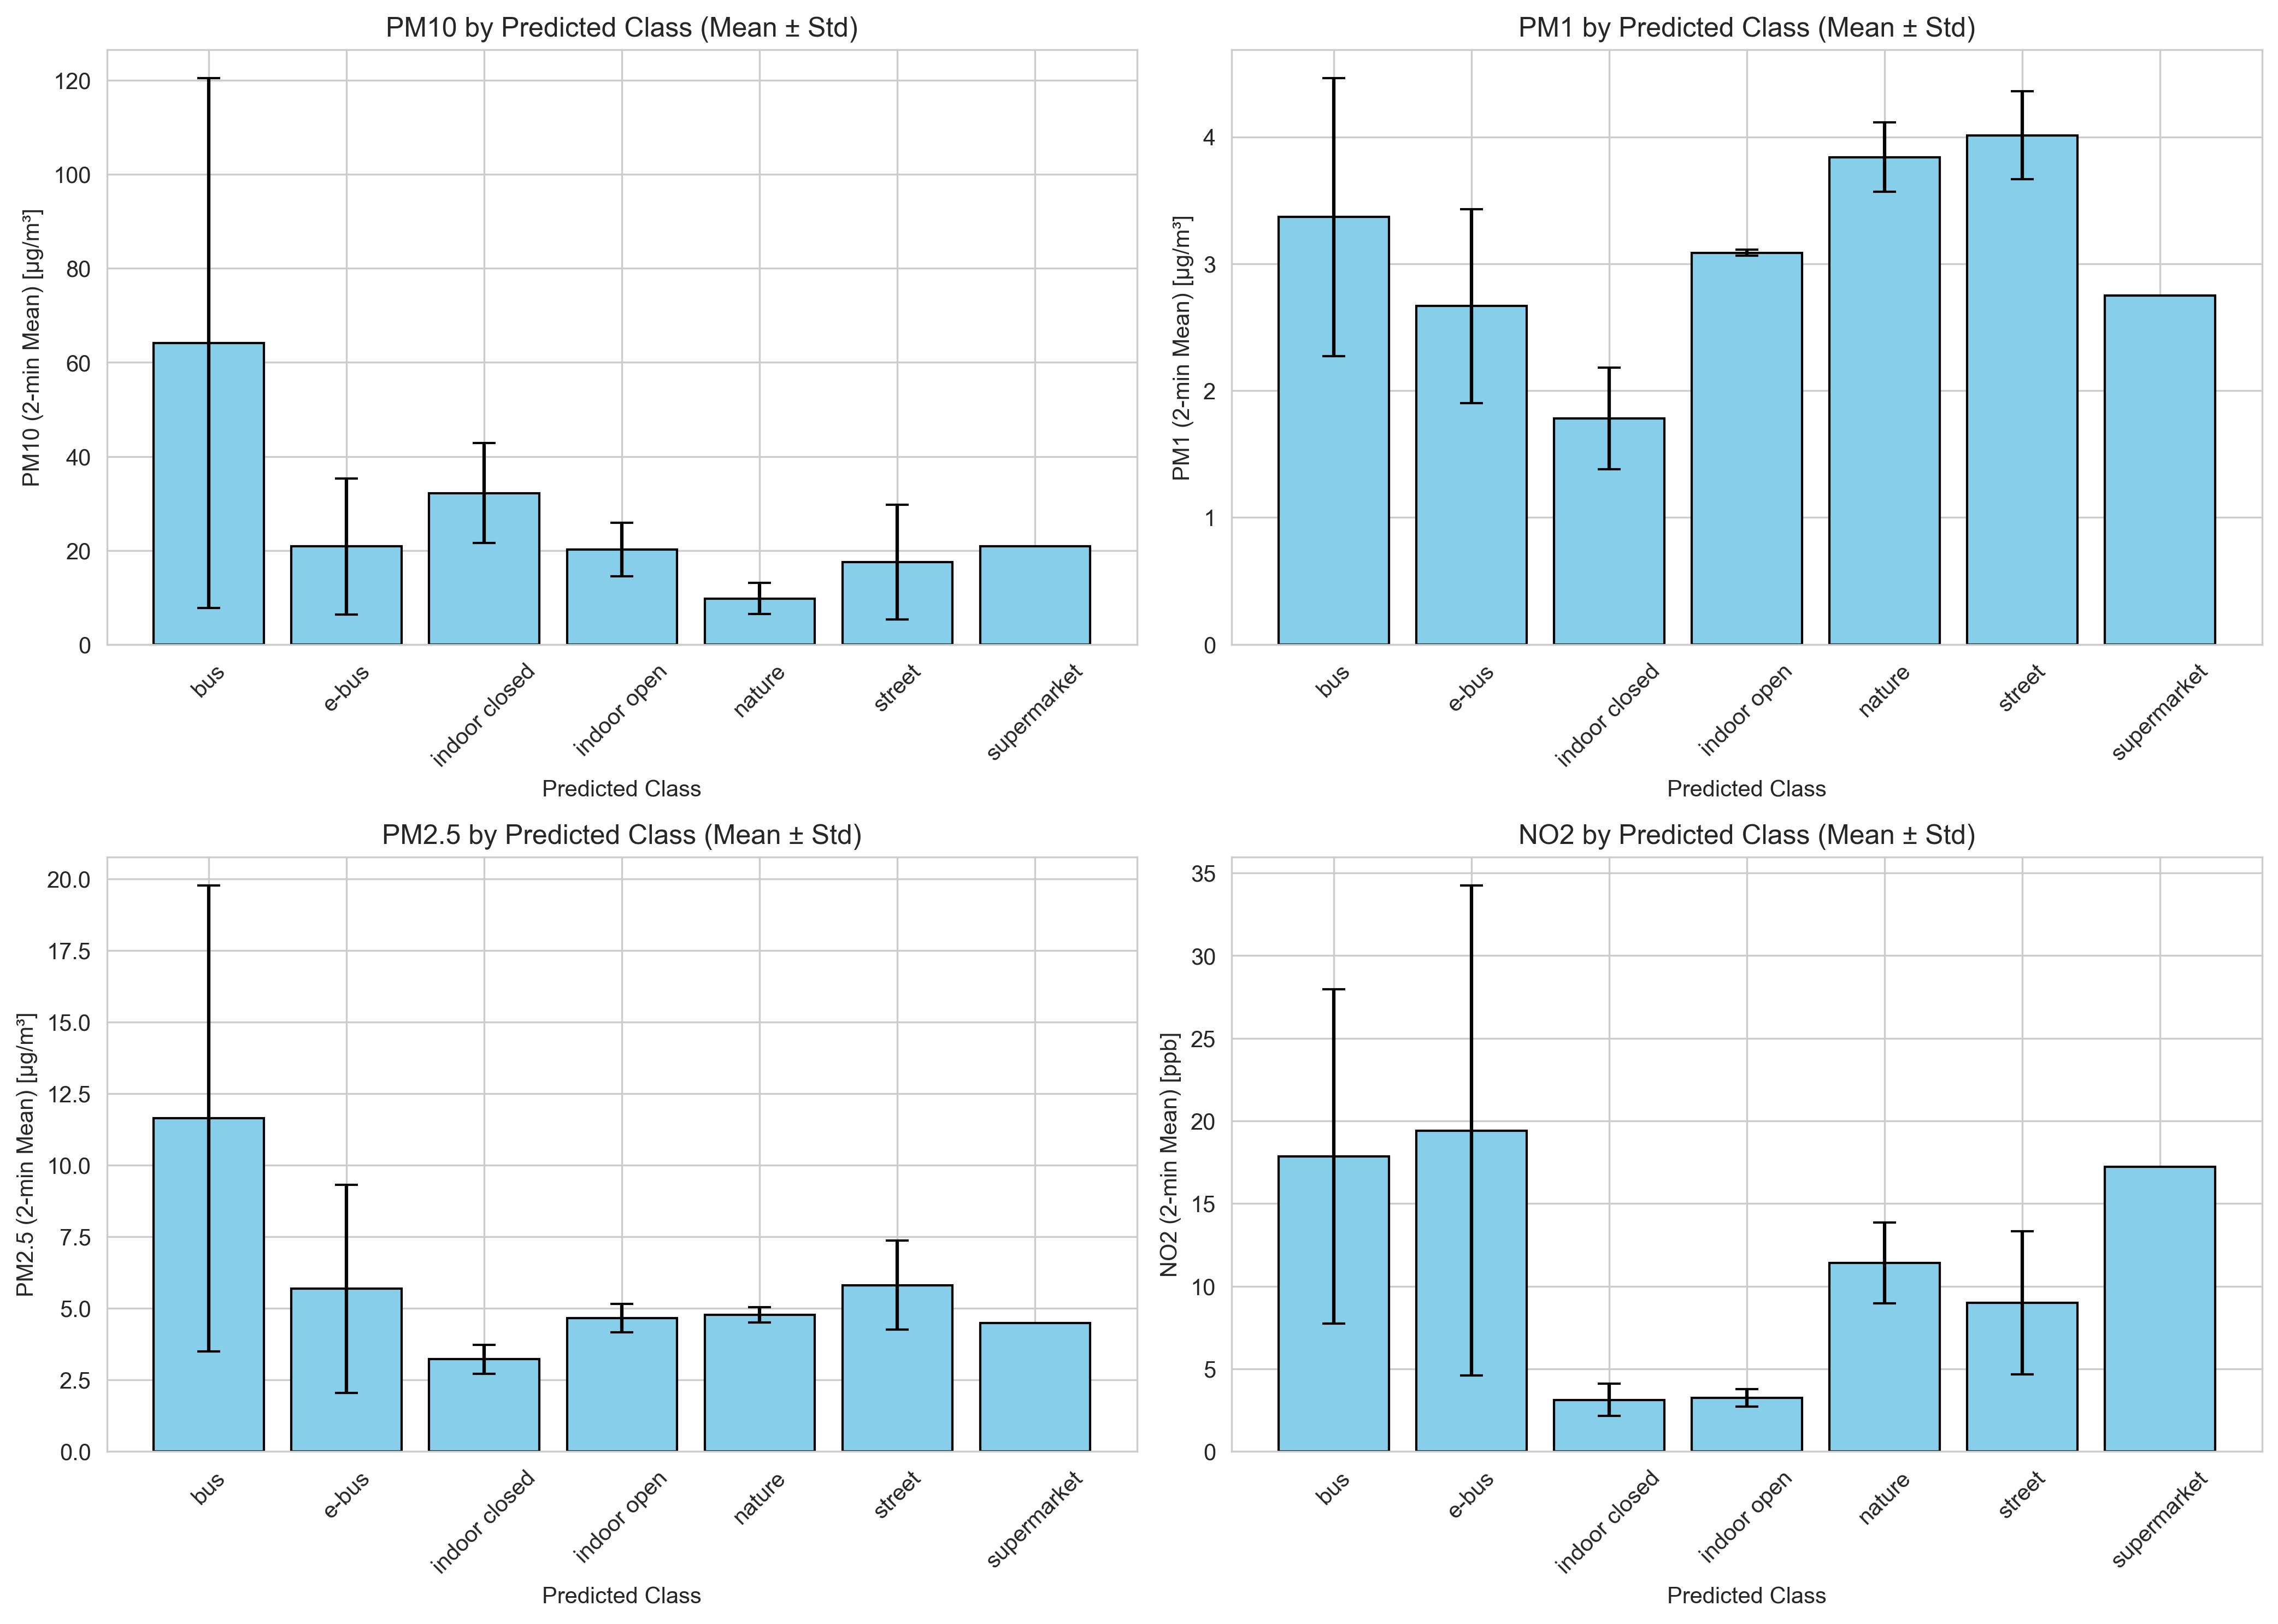 PM10 by Predicted Class (Mean ± Std)
PM10 (2-min Mean) [µg/m³]
120
100
80
60
40
20
0
bus
e-bus
indoor closed
indoor open
nature
street
supermarket
Predicted Class
PM1 by Predicted Class (Mean ± Std)
PM1 (2-min Mean) [µg/m³]
4
3
2
1
0
bus
e-bus
indoor closed
indoor open
nature
street
supermarket
Predicted Class
PM2.5 by Predicted Class (Mean ± Std)
PM2.5 (2-min Mean) [µg/m³]
20.0
17.5
15.0
12.5
10.0
7.5
5.0
2.5
0.0
bus
e-bus
indoor closed
indoor open
nature
street
supermarket
Predicted Class
NO2 by Predicted Class (Mean ± Std)
NO2 (2-min Mean) [ppb]
35
30
25
20
15
10
5
0
bus
e-bus
indoor closed
indoor open
nature
street
supermarket
Predicted Class